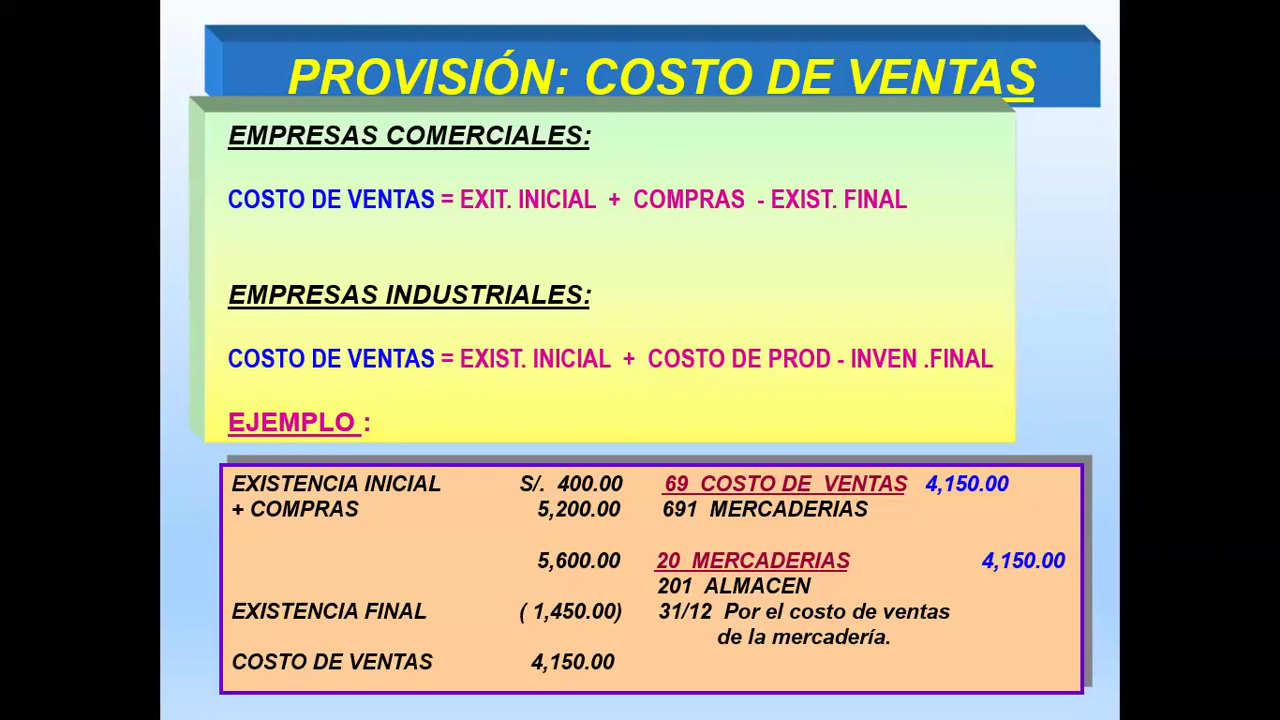 PROVISIÓN: COSTO DE VENTAS
EMPRESAS COMERCIALES:
COSTO DE VENTAS = EXIT. INICIAL + COMPRAS - EXIST. FINAL
EMPRESAS INDUSTRIALES:
COSTO DE VENTAS = EXIST. INICIAL + COSTO DE PROD - INVEN .FINAL
EJEMPLO :
EXISTENCIA INICIAL S/. 400.00 69 COSTO DE VENTAS 4,150.00
+ COMPRAS 5,200.00 691 MERCADERIAS
5,600.00 20 MERCADERIAS 4,150.00
201 ALMACEN
EXISTENCIA FINAL ( 1,450.00) 31/12 Por el costo de ventas
de la mercadería.
COSTO DE VENTAS 4,150.00